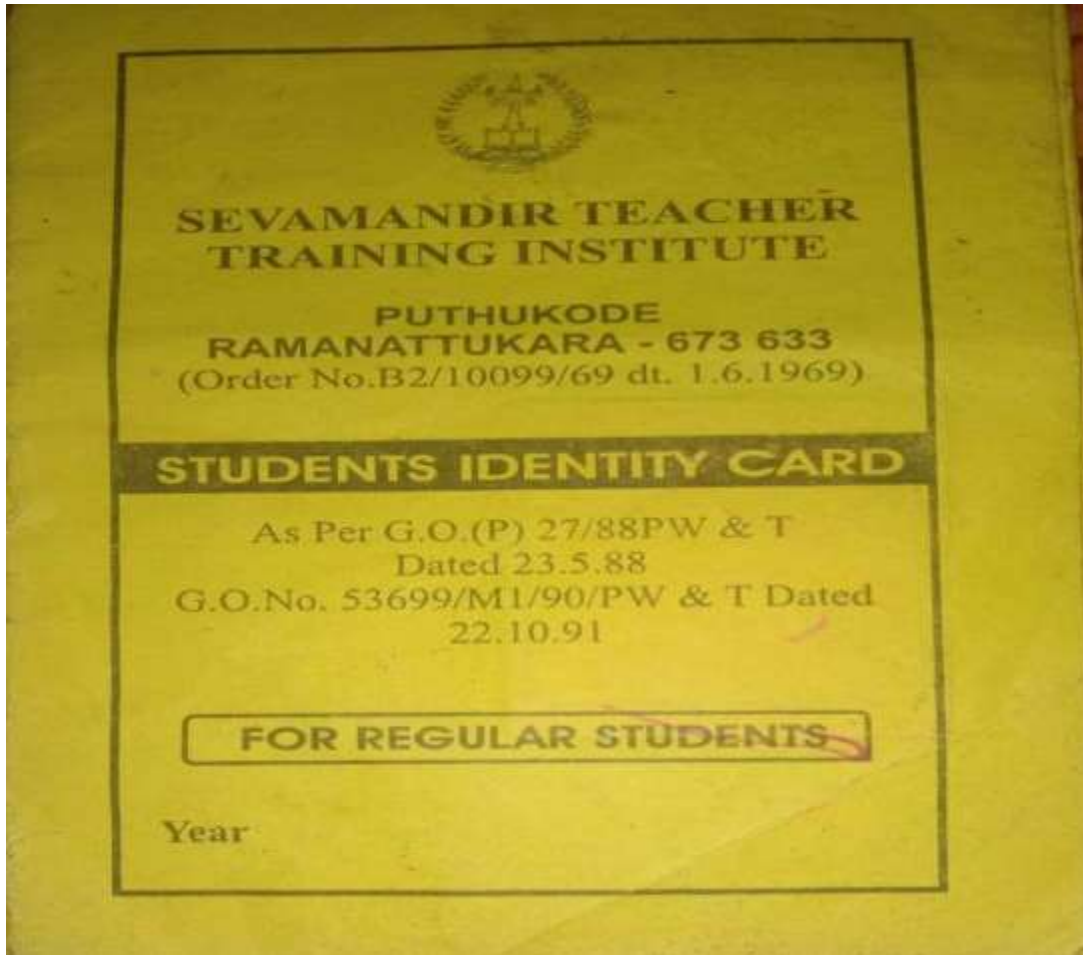 SEVAMANDIR TEACHER
TRAINING INSTITUTE
PUTHUKODE
RAMANATTUKARA - 673 633
(Order No.B2/10099/69 dt. 1.6.1969)
STUDENTS IDENTITY CARD
As Per G.O.(P) 27/88PW & T
Dated 23.5.88
G.O.No. 53699/M1/90/PW & T Dated
22.10.91
FOR REGULAR STUDENTS
Year